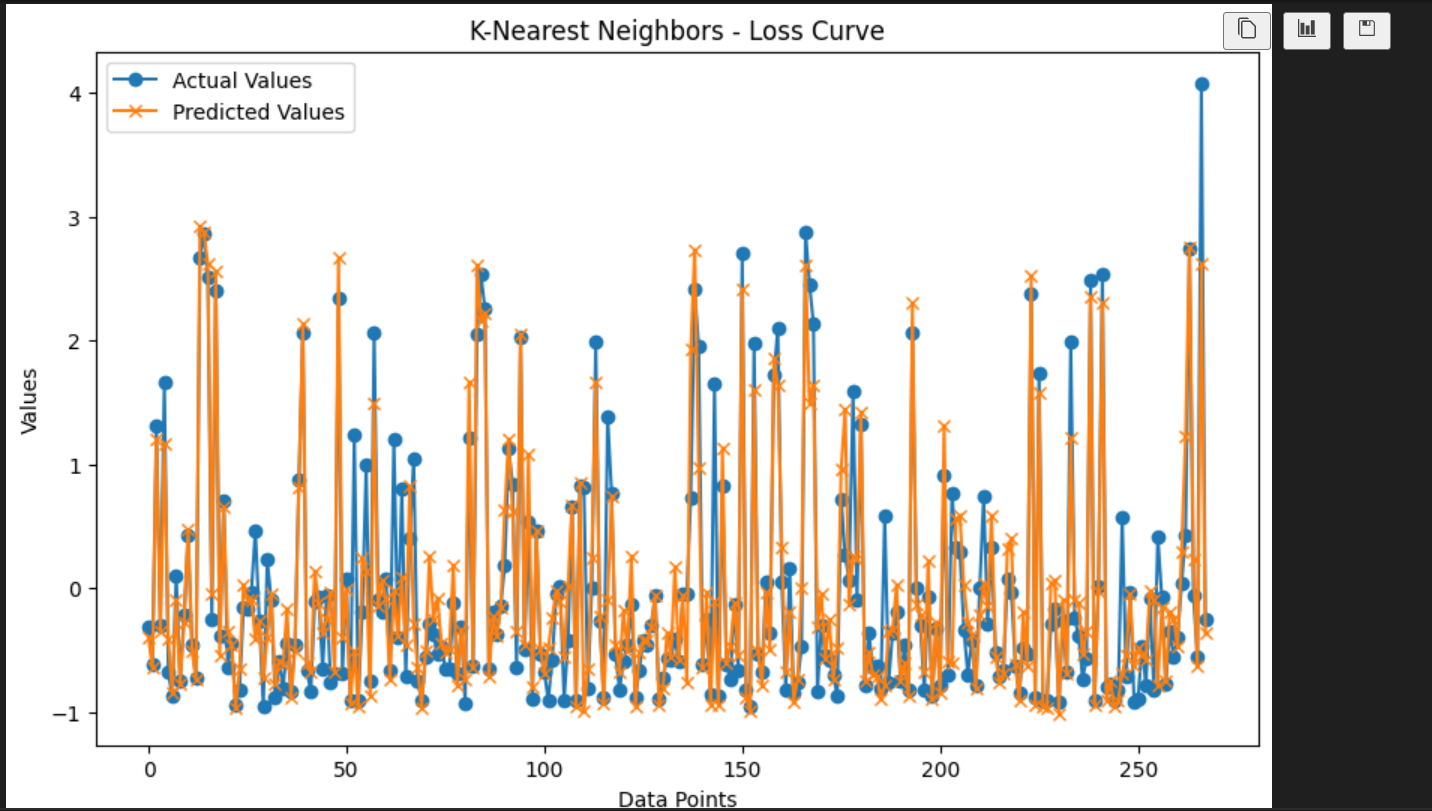 K-Nearest Neighbors - Loss Curve
Actual Values
Predicted Values
4
3
2
1
0
−1
Values
0 50 100 150 200 250
Data Points